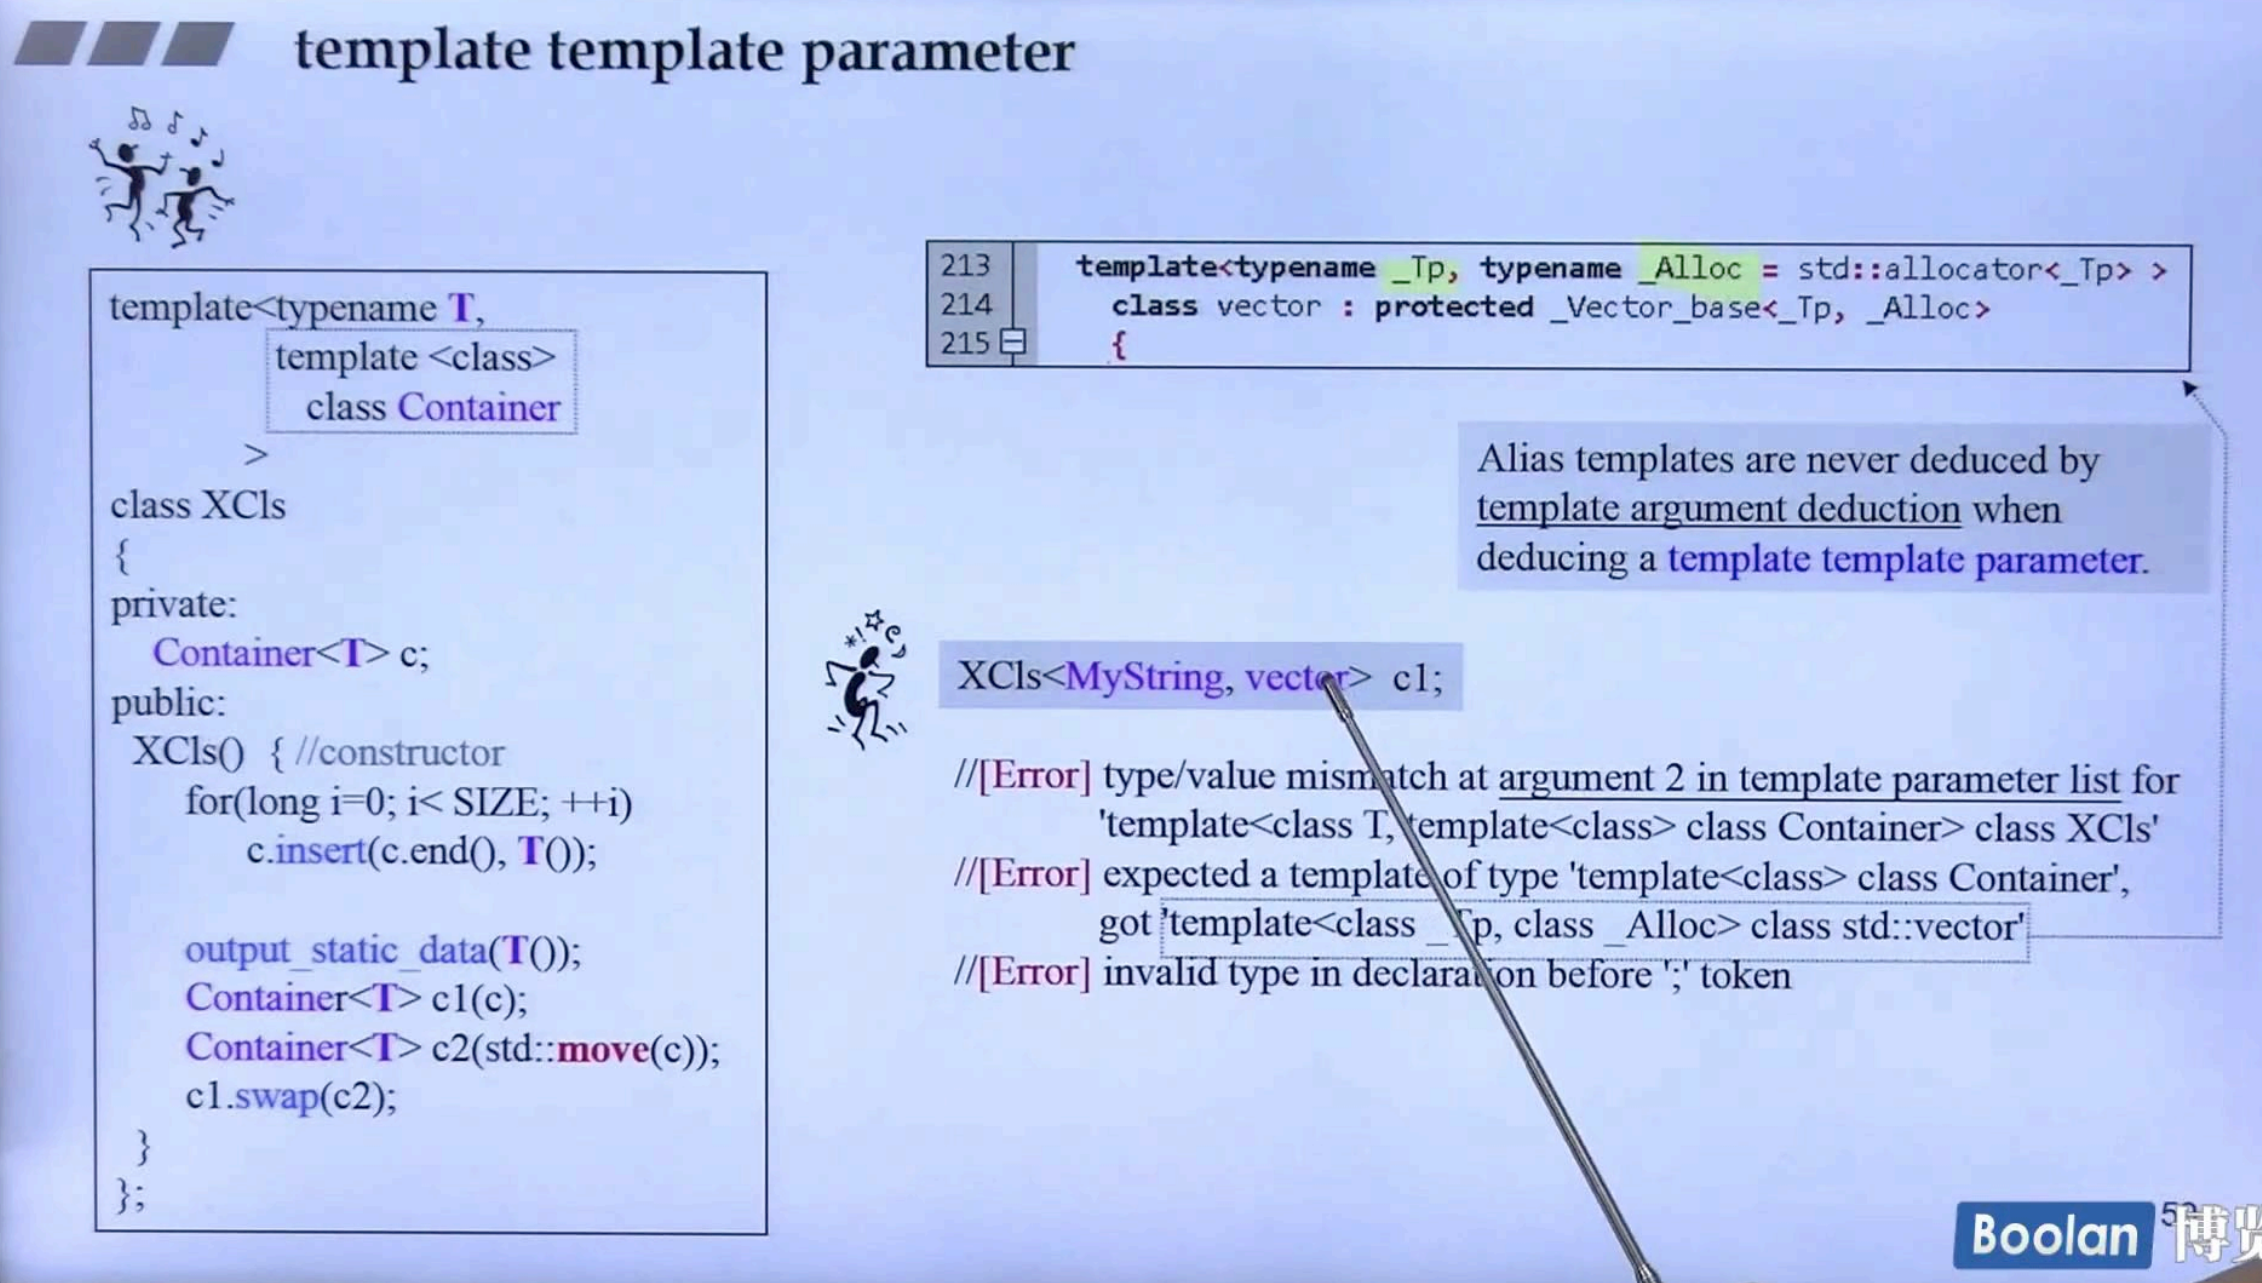 template template parameter
template<typename T,
template <class>
class Container
>
class XCls
{
private:
Container<T> c;
public:
XCls() { //constructor
for(long i=0; i< SIZE; ++i)
c.insert(c.end(), T());
output_static_data(T());
Container<T> c1(c);
Container<T> c2(std::move(c));
c1.swap(c2);
}
};
213 template<typename _Tp, typename _Alloc = std::allocator<_Tp> >
214 class vector : protected _Vector_base<_Tp, _Alloc>
215 {
Alias templates are never deduced by
template argument deduction when
deducing a template template parameter.
XCls<MyString, vector> c1;
//[Error] type/value mismatch at argument 2 in template parameter list for
'template<class T, template<class> class Container> class XCls'
//[Error] expected a template of type 'template<class> class Container',
got 'template<class _Tp, class _Alloc> class std::vector'
//[Error] invalid type in declaration before ';' token
Boolan 博览